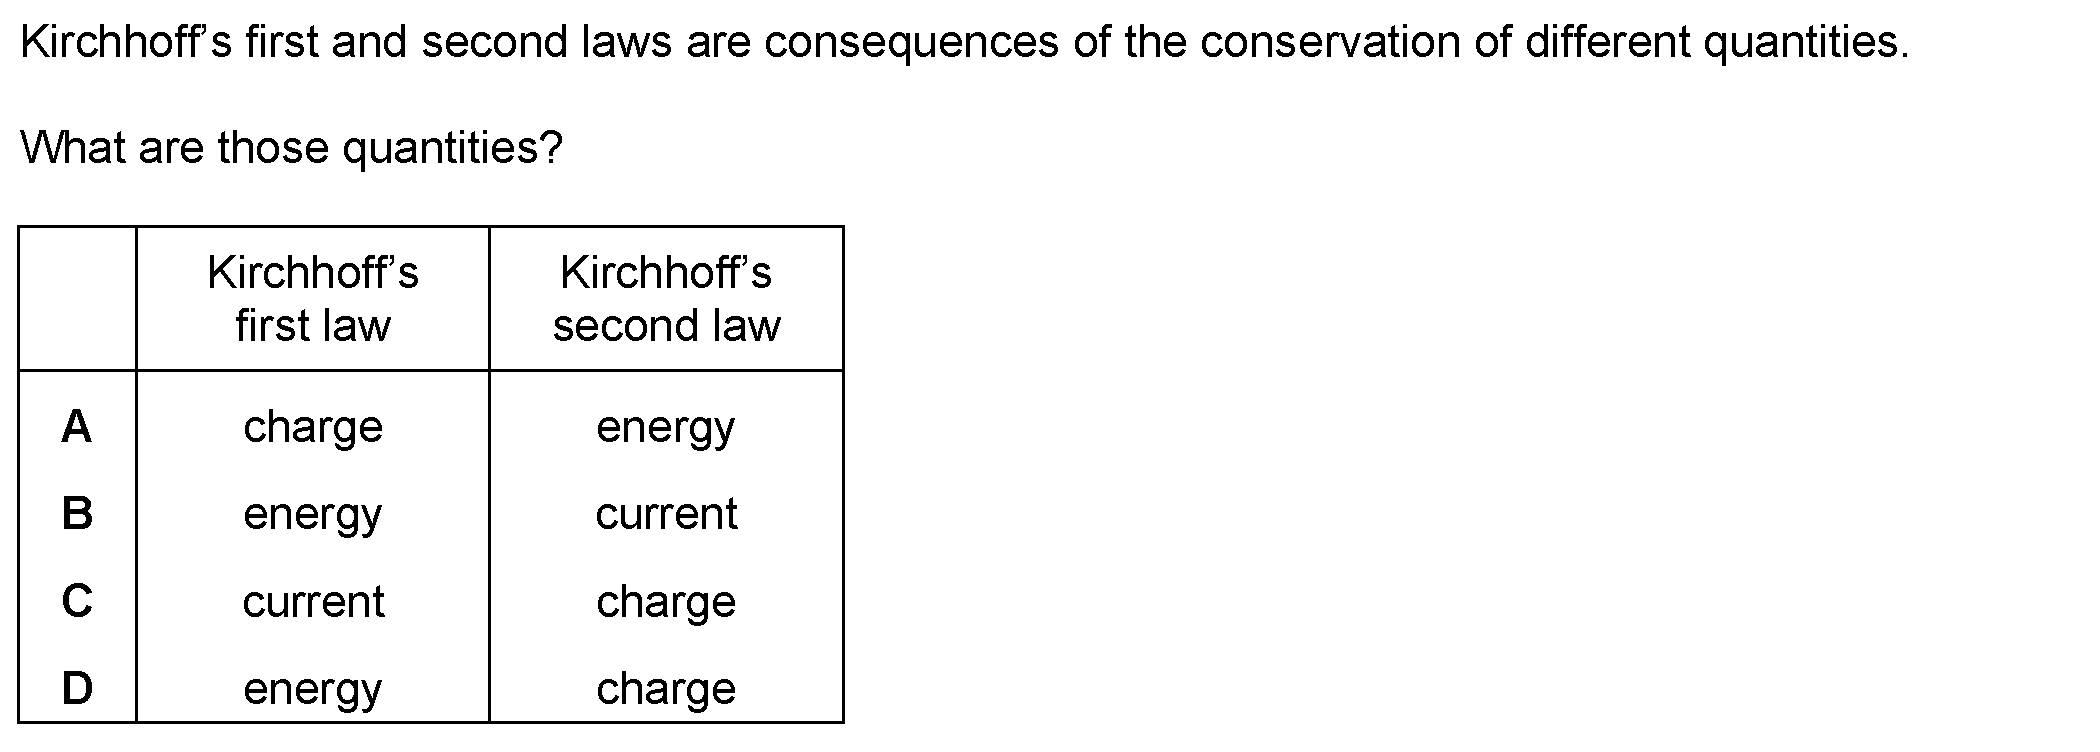 Kirchhoff’s first and second laws are consequences of the conservation of different quantities.
What are those quantities?
Kirchhoff’s first law Kirchhoff’s second law
A charge energy
B energy current
C current charge
D energy charge